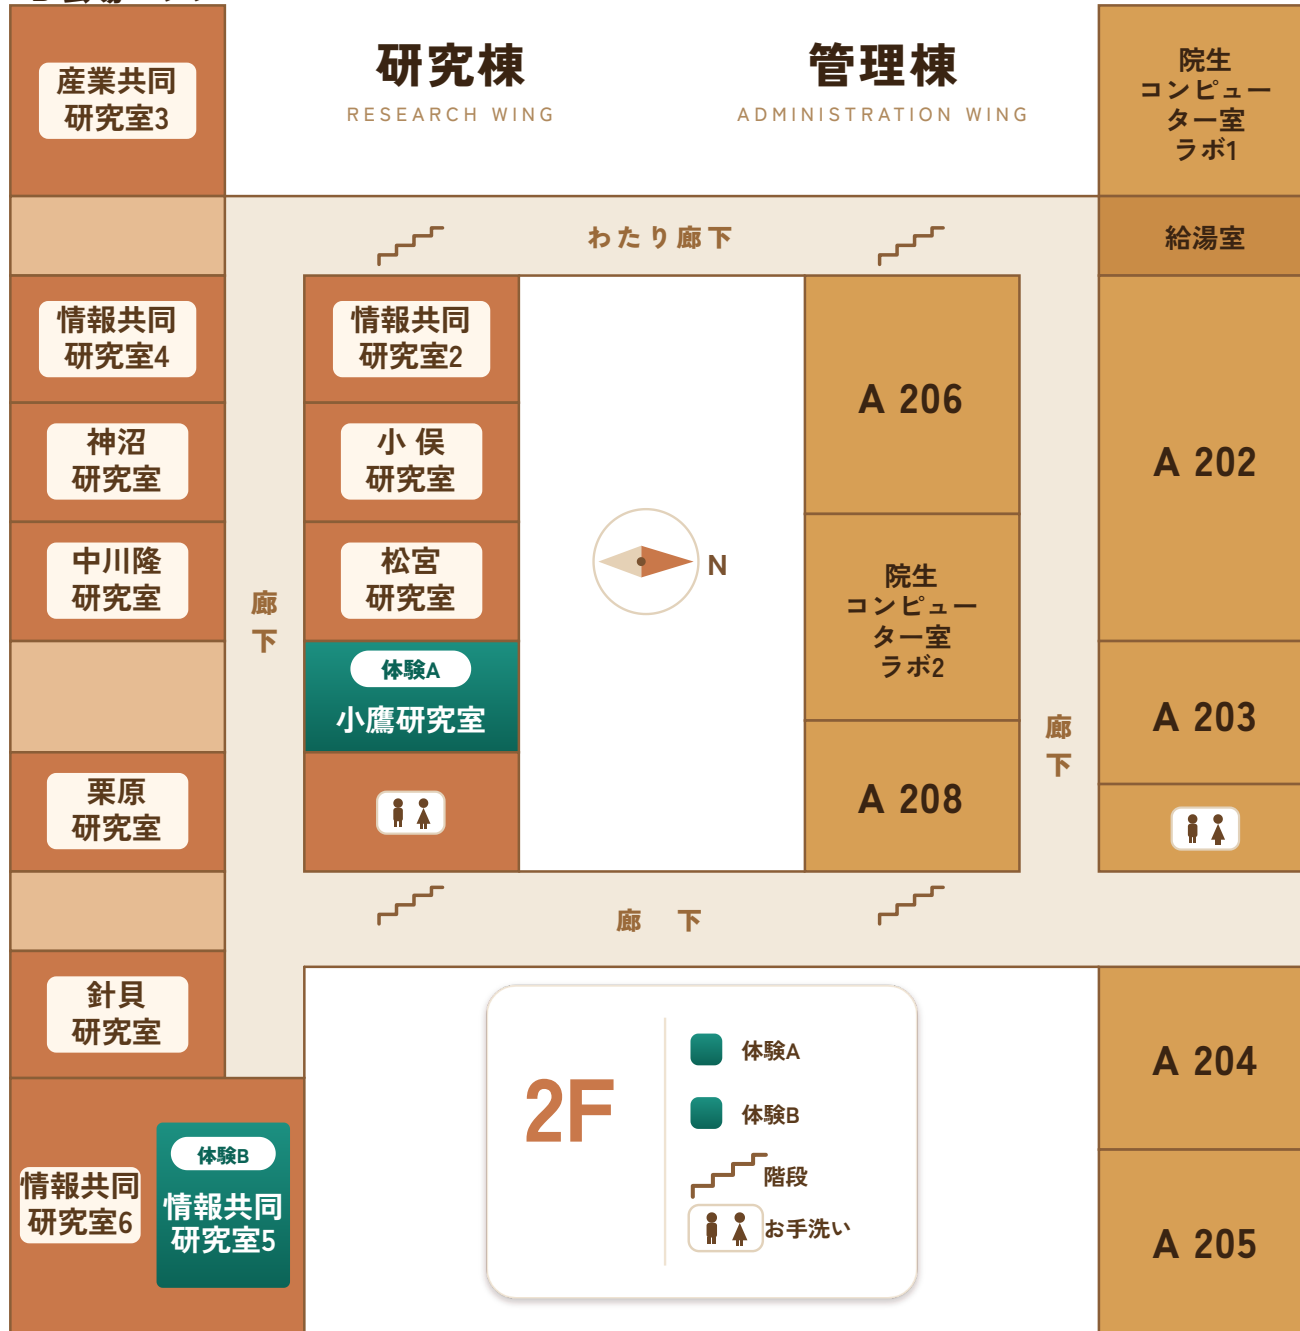 研究棟
RESEARCH WING
管理棟
ADMINISTRATION WING
産業共同
研究室3
院生
コンピュー
ター室
ラボ1
わたり廊下
給湯室
情報共同
研究室4
情報共同
研究室2
A 206
A 202
神沼
研究室
小俣
研究室
中川隆
研究室
松宮
研究室
N
院生
コンピュー
ター室
ラボ2
廊
下
体験A
小鷹研究室
廊
下
A 203
栗原
研究室
A 208
廊 下
針貝
研究室
2F
体験A
体験B
階段
お手洗い
A 204
体験B
情報共同
研究室6
情報共同
研究室5
A 205